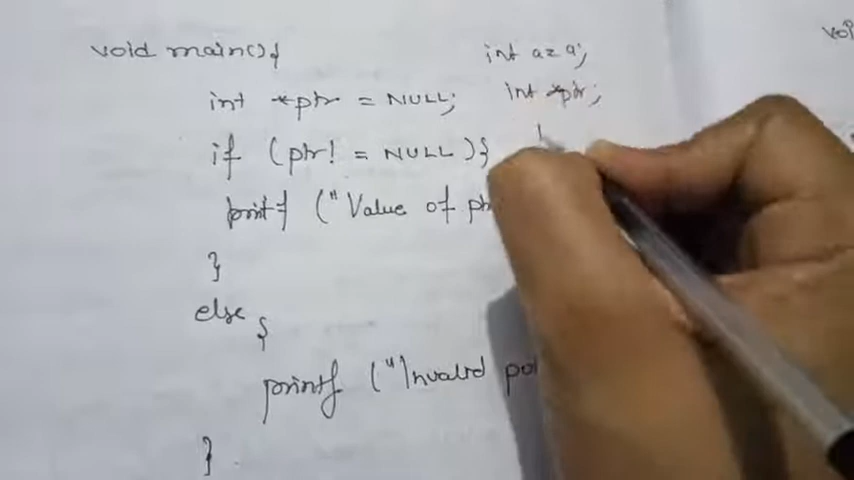 void main(){
int *ptr = NULL;
if (ptr! = NULL){
printf ("Value of
}
else {
printf ("Invalid
}
int a = 9;
int *ptr;